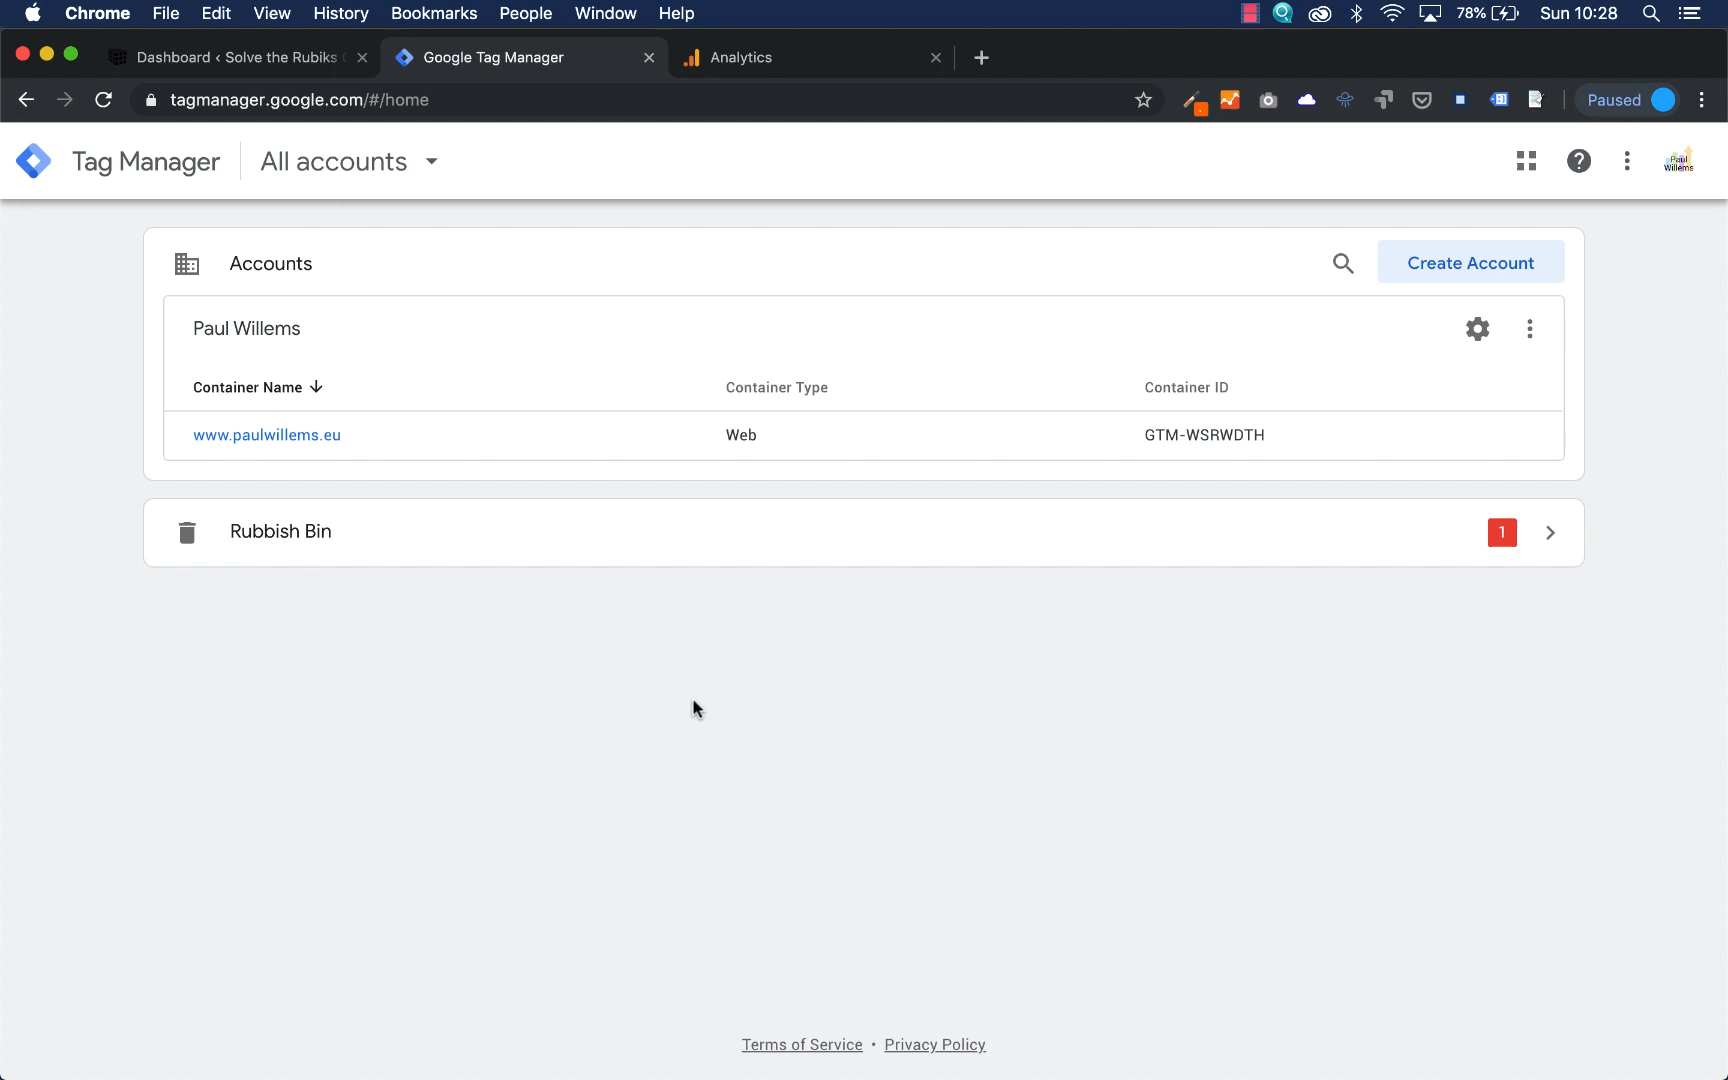 Chrome File Edit View History Bookmarks People Window Help 78% Sun 10:28
Dashboard ‹ Solve the Rubiks Google Tag Manager Analytics
tagmanager.google.com/#/home Paused
Tag Manager All accounts Paul
Willems
Accounts Create Account
Paul Willems
Container Name Container Type Container ID
www.paulwillems.eu Web GTM-WSRWDTH
Rubbish Bin 1
Terms of Service • Privacy Policy